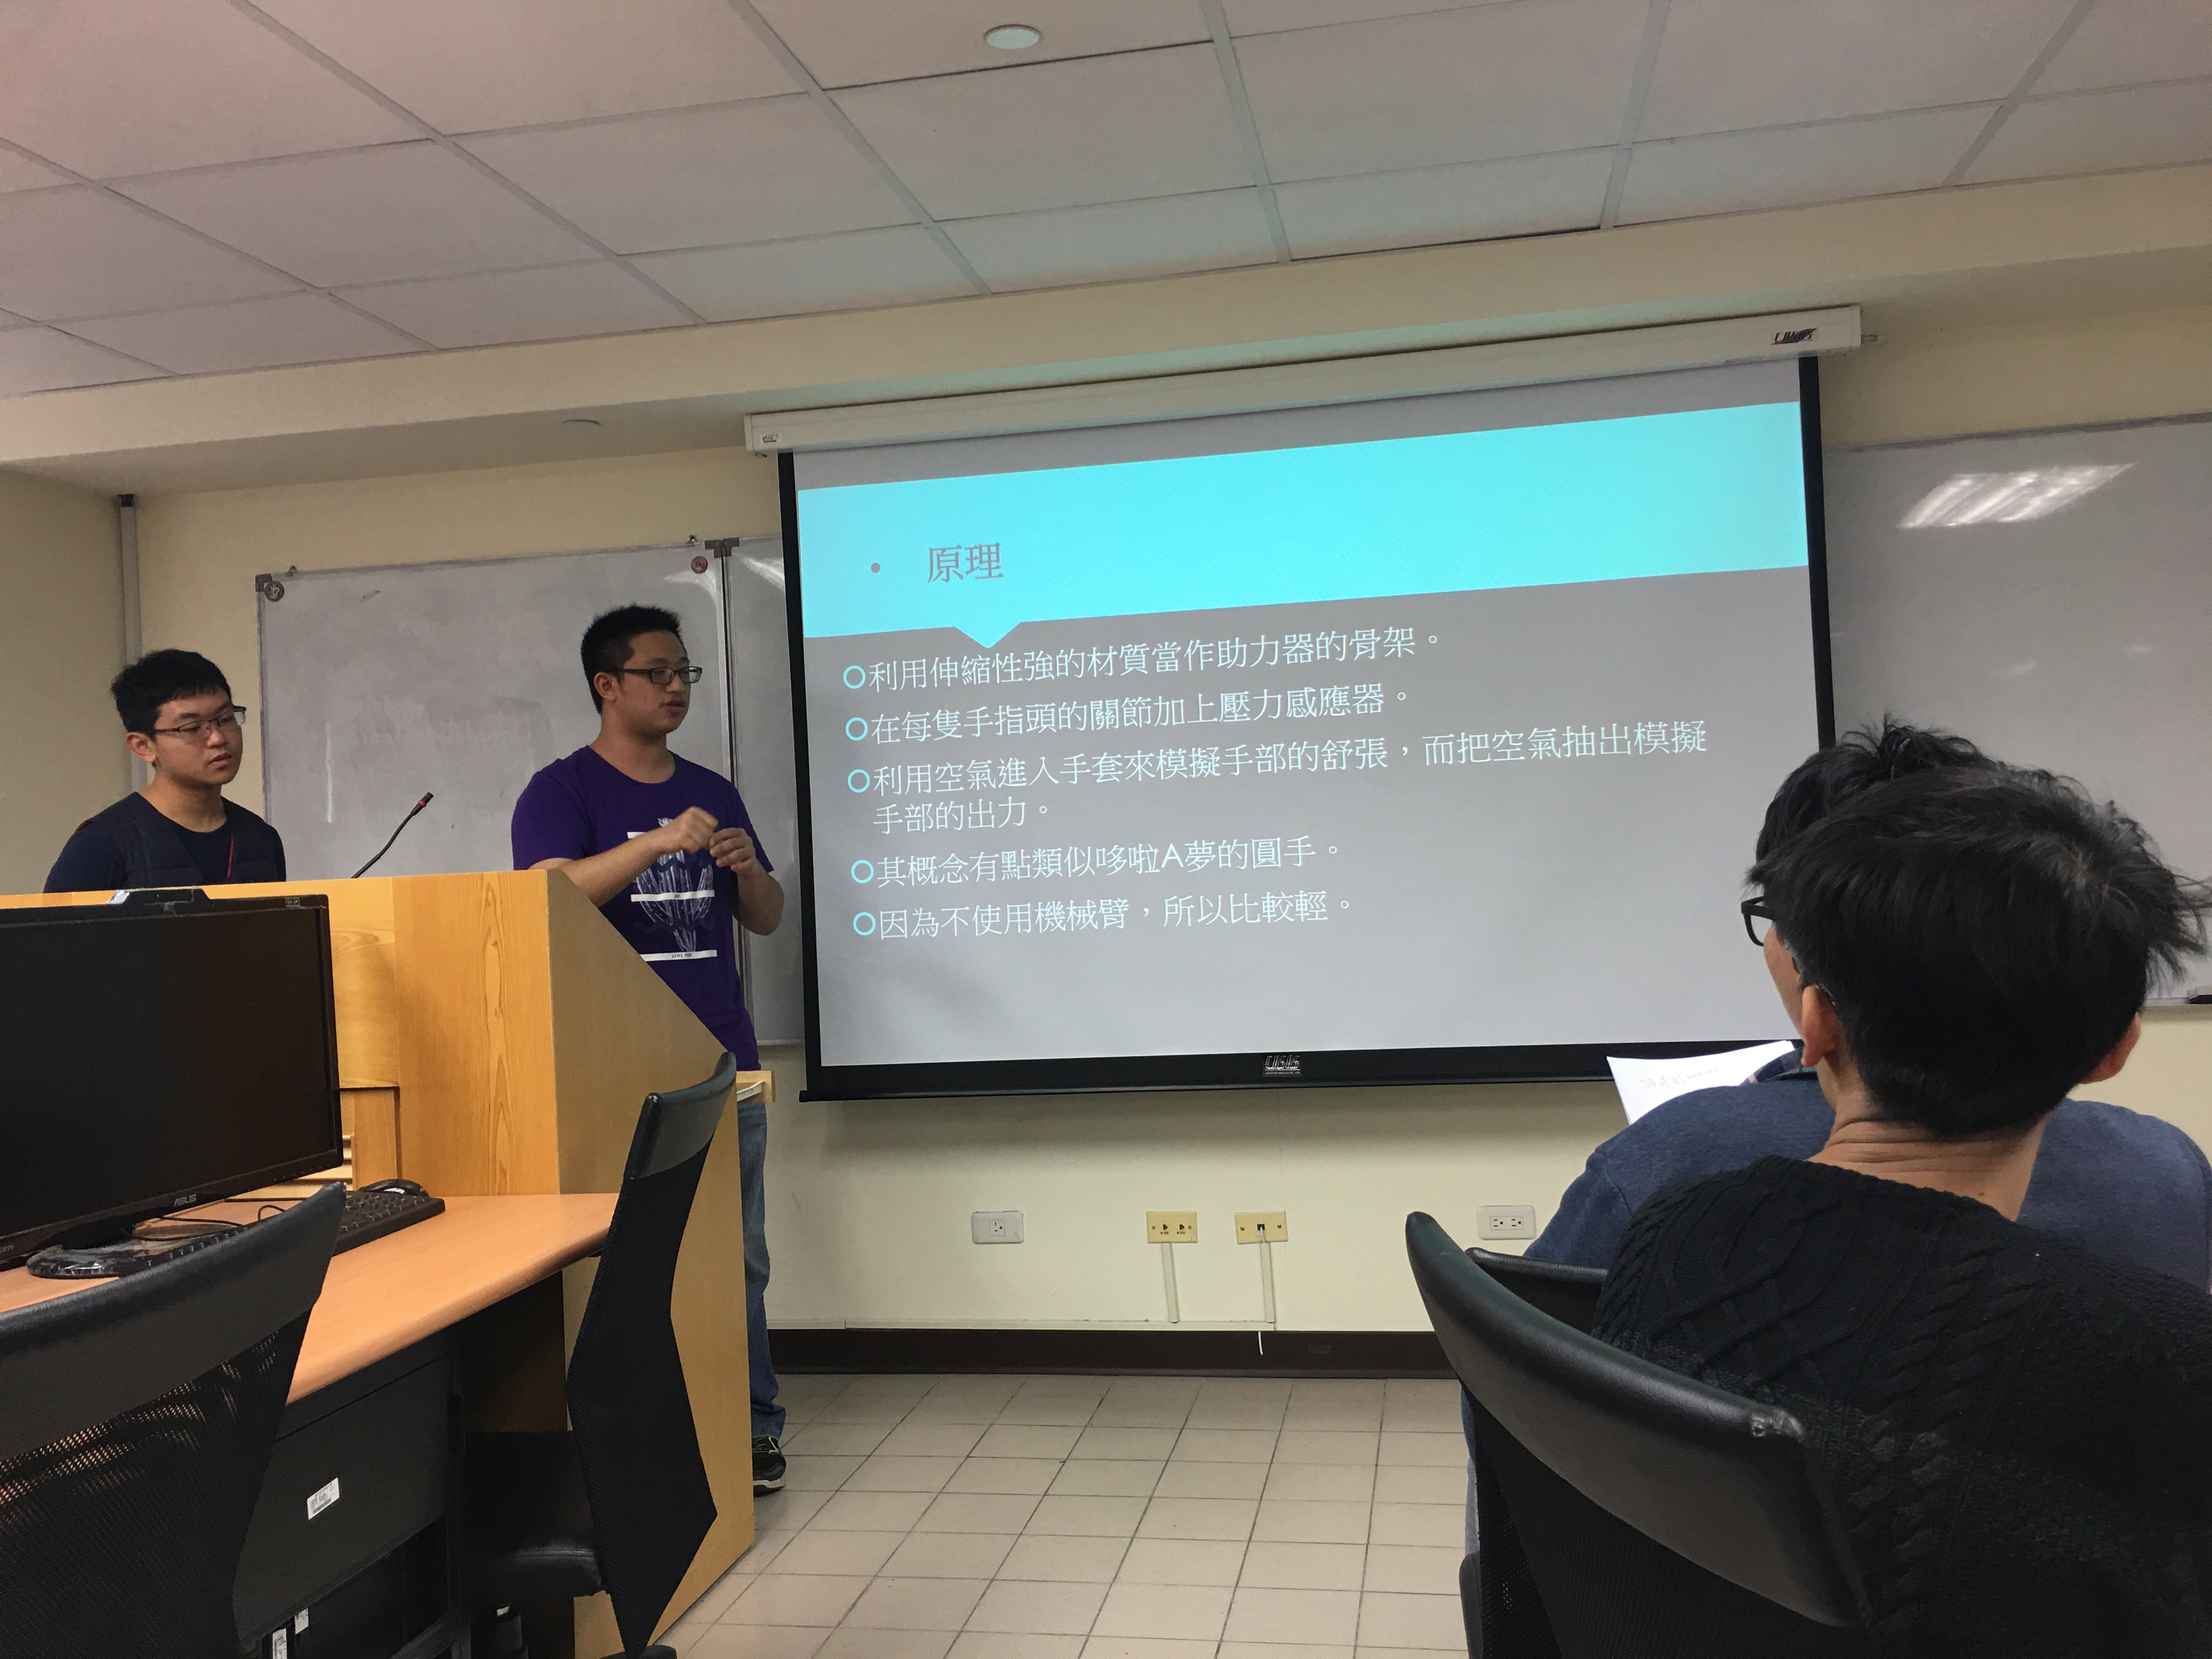 • 原理
利用伸縮性強的材質當作助力器的骨架。
在每隻手指頭的關節加上壓力感應器。
利用空氣進入手套來模擬手部的舒張，而把空氣抽出模擬
手部的出力。
其概念有點類似哆啦A夢的圓手。
因為不使用機械臂，所以比較輕。
ASUS